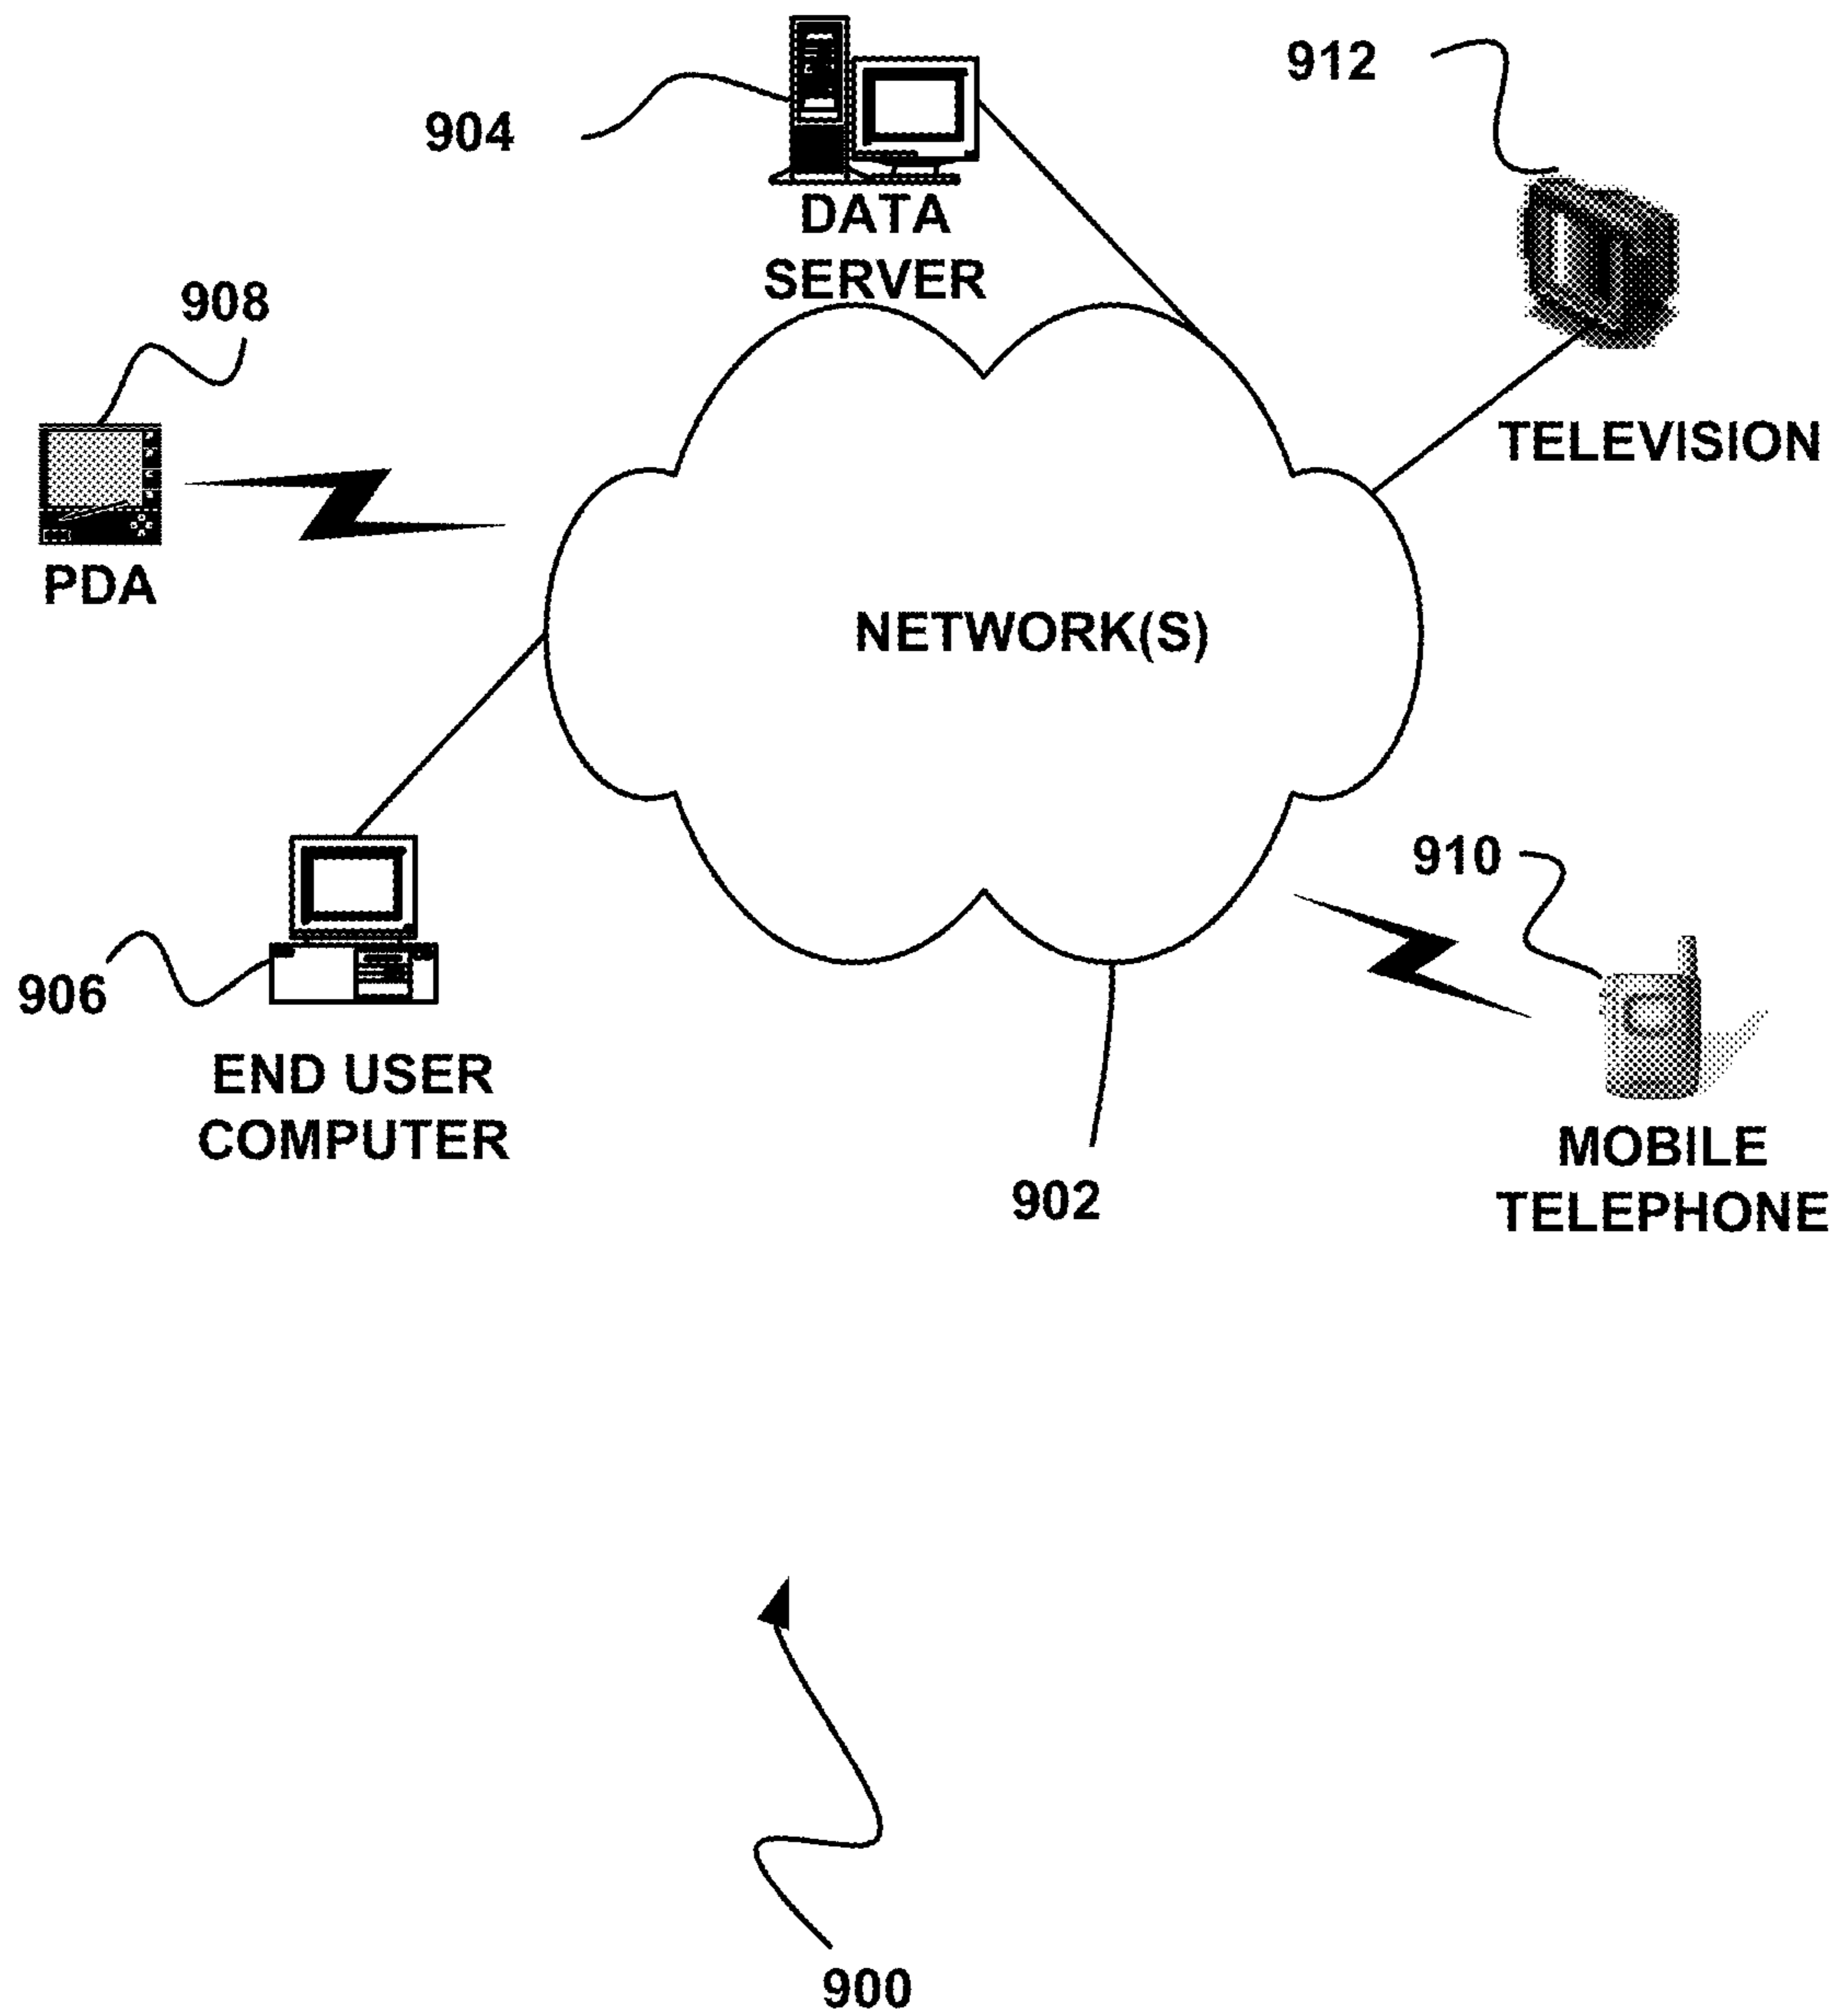 912
904
DATA
SERVER
908
TELEVISION
PDA
NETWORK(S)
910
906
END USER
COMPUTER
MOBILE
TELEPHONE
902
900